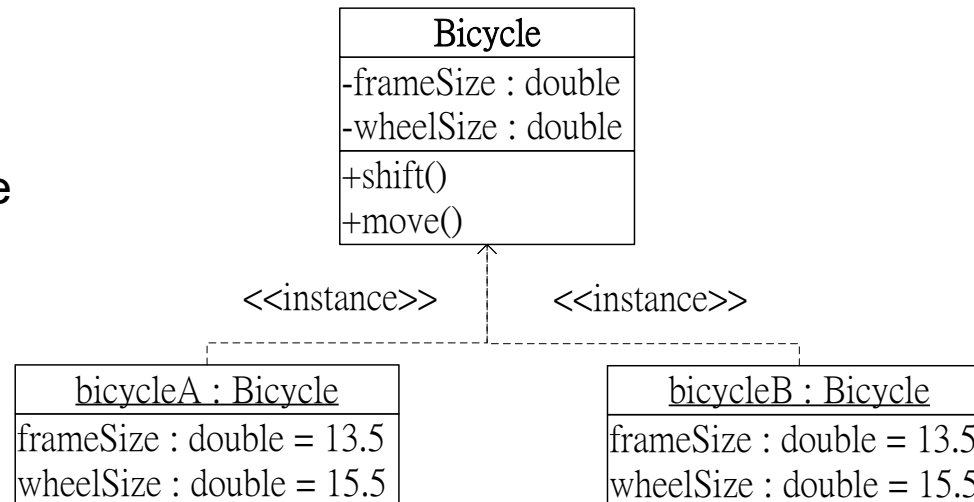 Bicycle
-frameSize : double
-wheelSize : double
e
+shift()
+move()
<<instance>> <<instance>>
bicycleA : Bicycle
frameSize : double = 13.5
wheelSize : double = 15.5
bicycleB : Bicycle
frameSize : double = 13.5
wheelSize : double = 15.5